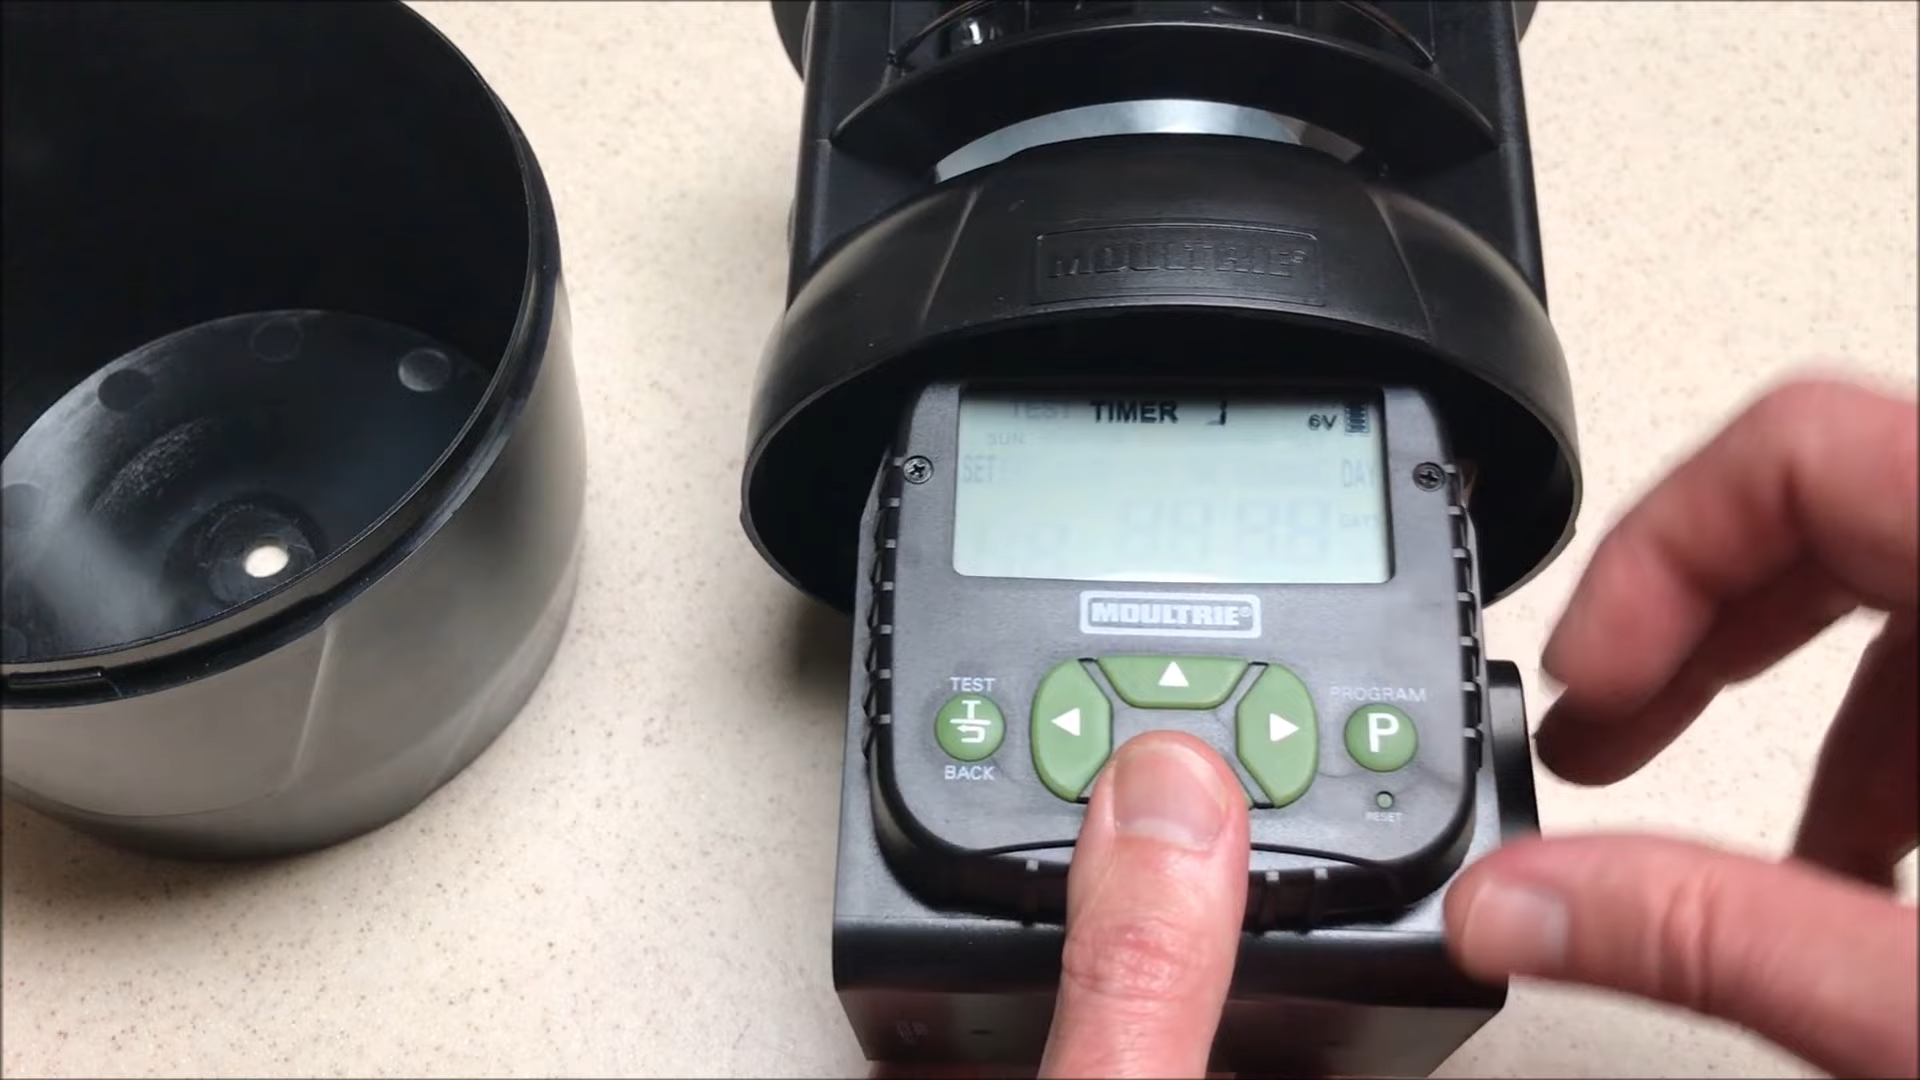 MOULTRIE®
TEST TIMER
6V
SUN
SET
DAY
DAYS
MOULTRIE®
TEST
BACK
PROGRAM
P
RESET